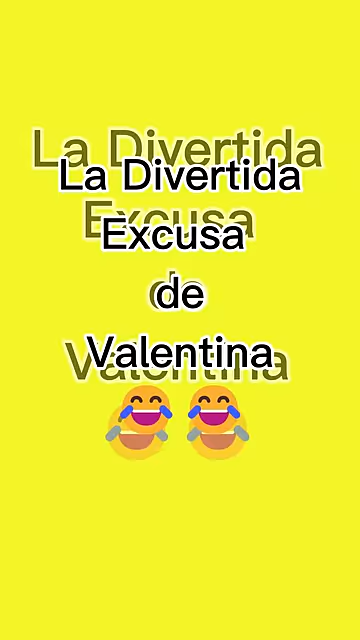 La Divertida
Excusa
de
Valentina
😂 😂